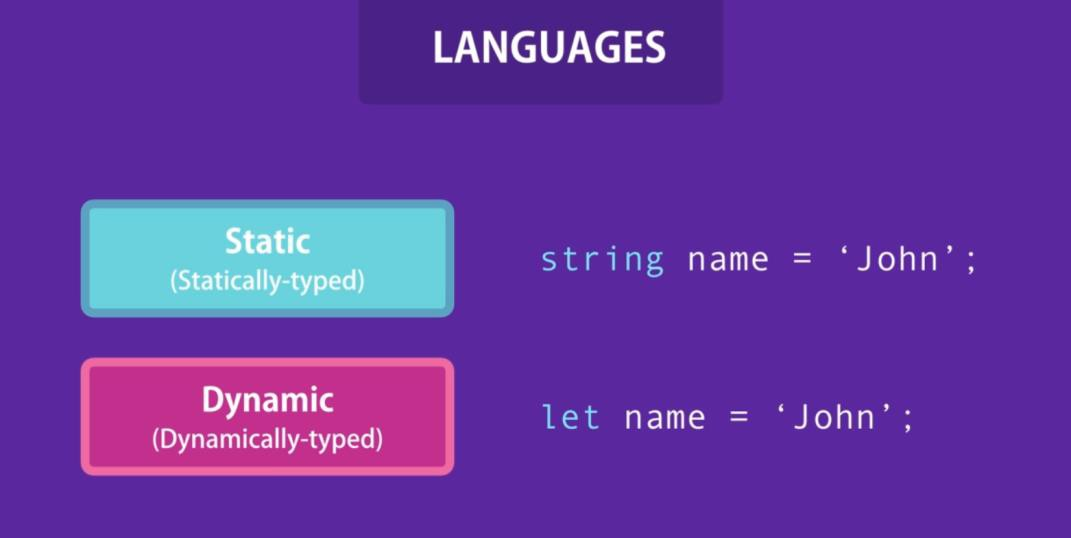 LANGUAGES
Static
(Statically-typed)
string name = ‘John’;
Dynamic
(Dynamically-typed)
let name = ‘John’;